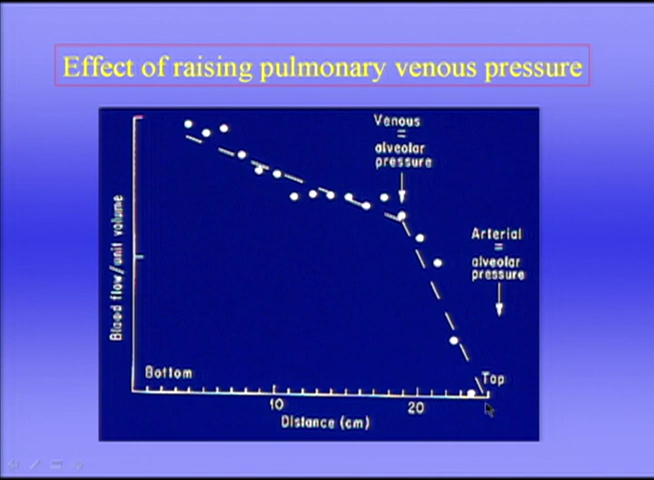 Effect of raising pulmonary venous pressure
Venous
=
alveolar
pressure
Arterial
=
alveolar
pressure
Blood flow/unit volume
Bottom
Top
10
20
Distance (cm)